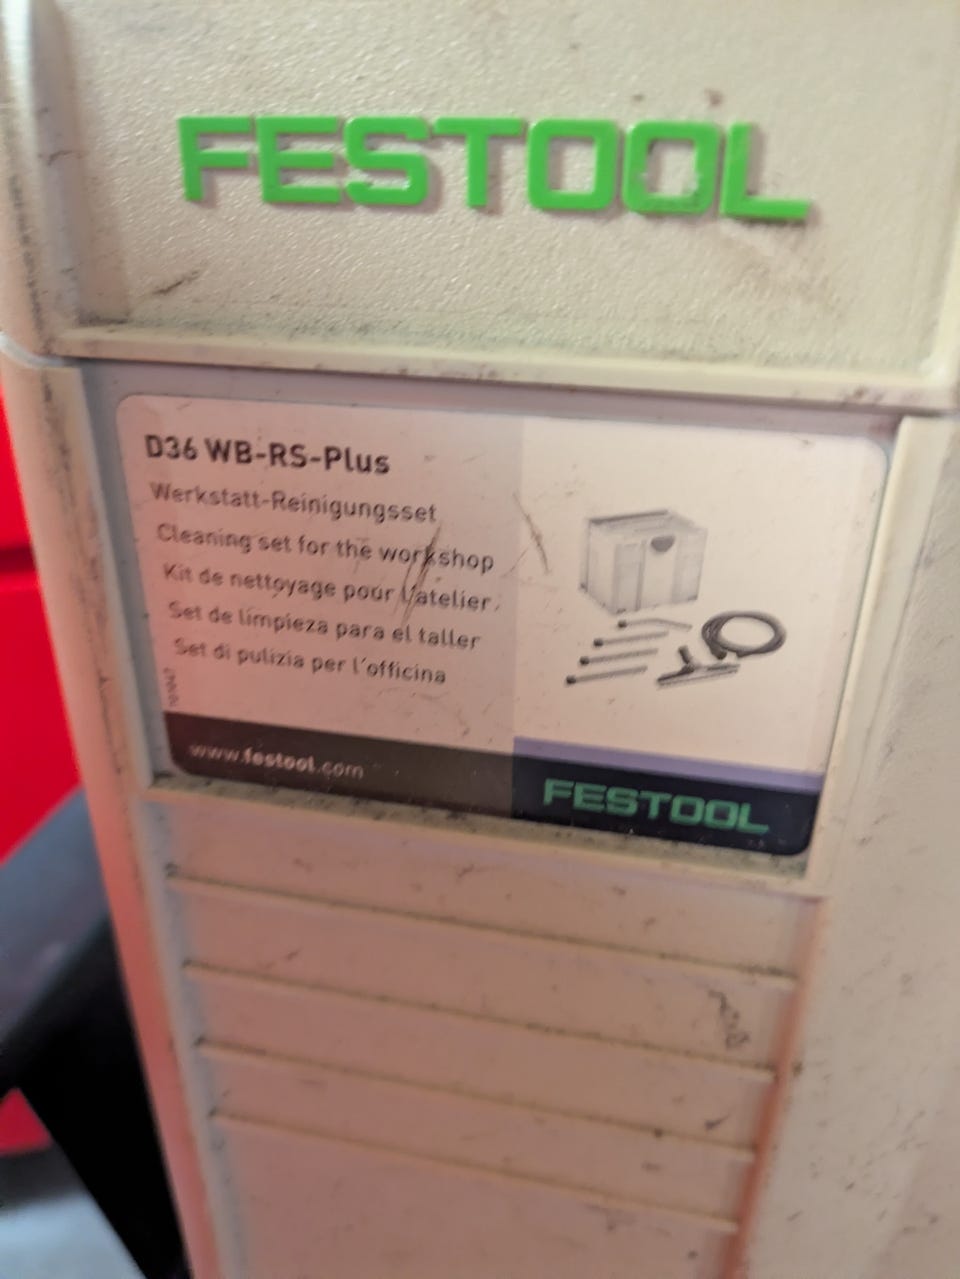 FESTOOL
D36 WB-RS-Plus
Werkstatt-Reinigungsset
Cleaning set for the workshop
Kit de nettoyage pour l'atelier
Set de limpieza para el taller
Set di pulizia per l'officina
www.festool.com
FESTOOL